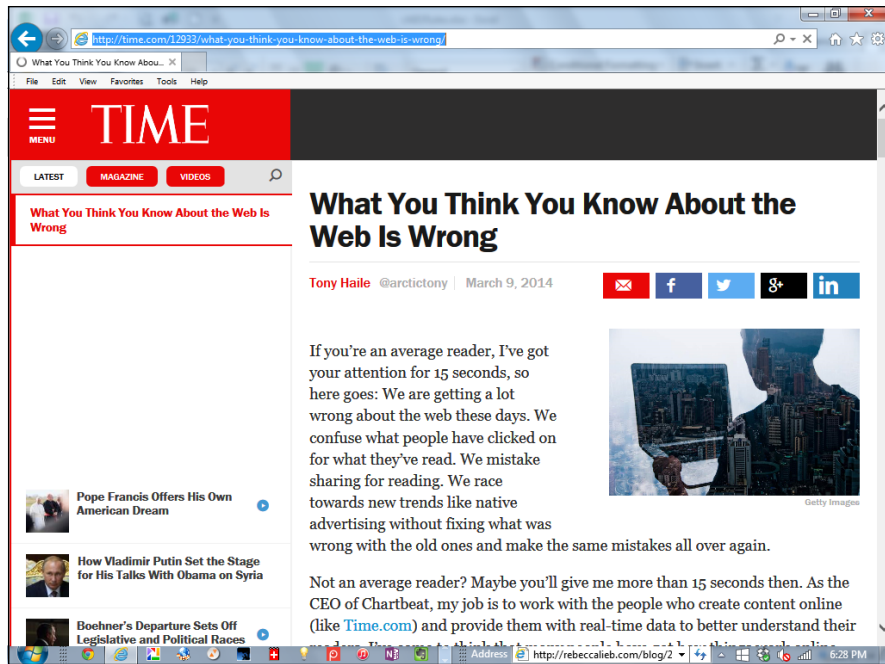 http://time.com/12933/what-you-think-you-know-about-the-web-is-wrong/
What You Think You Know Abou...
File Edit View Favorites Tools Help
MENU
TIME
LATEST
MAGAZINE
VIDEOS
What You Think You Know About the Web Is
Wrong
What You Think You Know About the
Web Is Wrong
Tony Haile @arctictony March 9, 2014
If you're an average reader, I've got
your attention for 15 seconds, so
here goes: We are getting a lot
wrong about the web these days. We
confuse what people have clicked on
for what they've read. We mistake
sharing for reading. We race
towards new trends like native
advertising without fixing what was
wrong with the old ones and make the same mistakes all over again.
Getty Images
Not an average reader? Maybe you'll give me more than 15 seconds then. As the
CEO of Chartbeat, my job is to work with the people who create content online
(like Time.com) and provide them with real-time data to better understand their
Pope Francis Offers His Own
American Dream
How Vladimir Putin Set the Stage
for His Talks With Obama on Syria
Boehner's Departure Sets Off
Legislative and Political Races
Address http://rebeccalieb.com/blog/2
6:28 PM